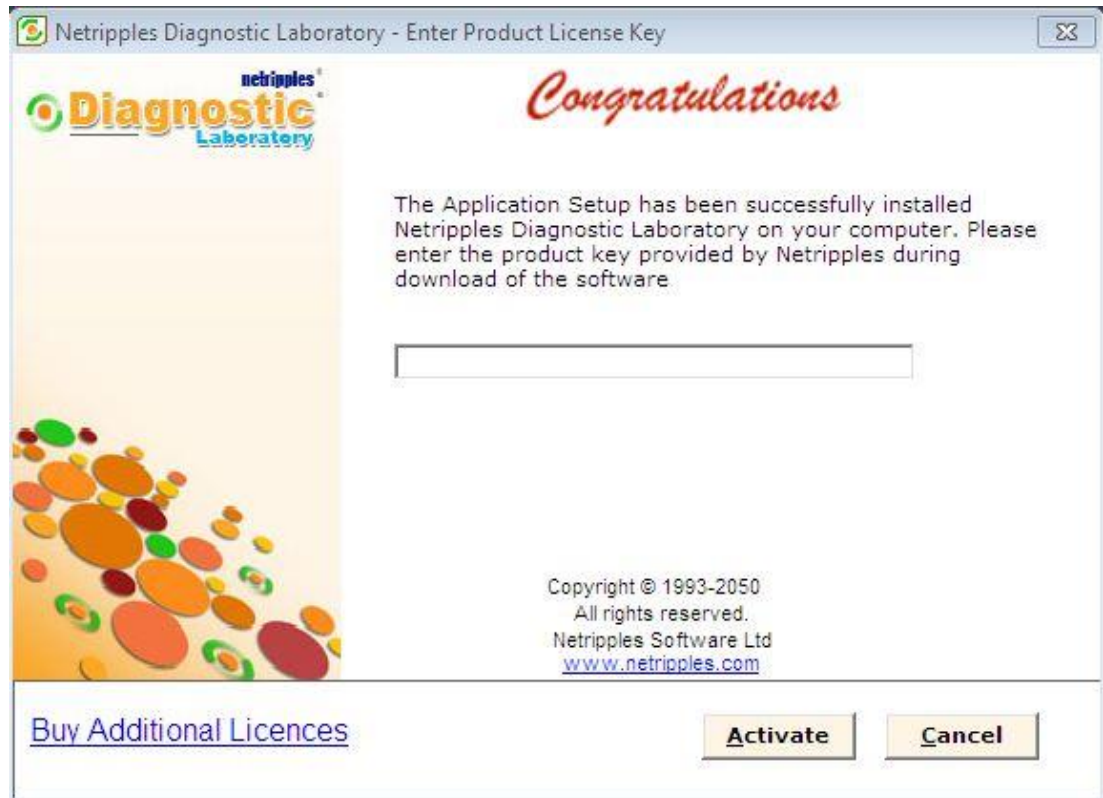 Netripples Diagnostic Laboratory - Enter Product License Key
netripples
Diagnostic
Laboratory
Congratulations
The Application Setup has been successfully installed
Netripples Diagnostic Laboratory on your computer. Please
enter the product key provided by Netripples during
download of the software
Copyright © 1993-2050
All rights reserved.
Netripples Software Ltd
www.netripples.com
Buy Additional Licences
Activate
Cancel